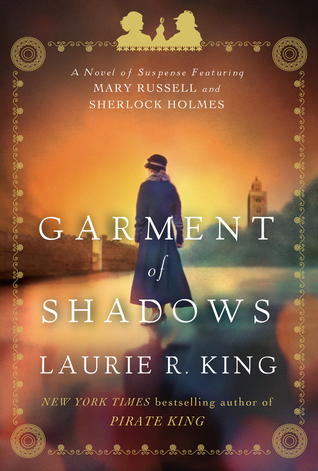 A Novel of Suspense Featuring
MARY RUSSELL and
SHERLOCK HOLMES
GARMENT
of
SHADOWS
LAURIE R. KING
NEW YORK TIMES bestselling author of
PIRATE KING